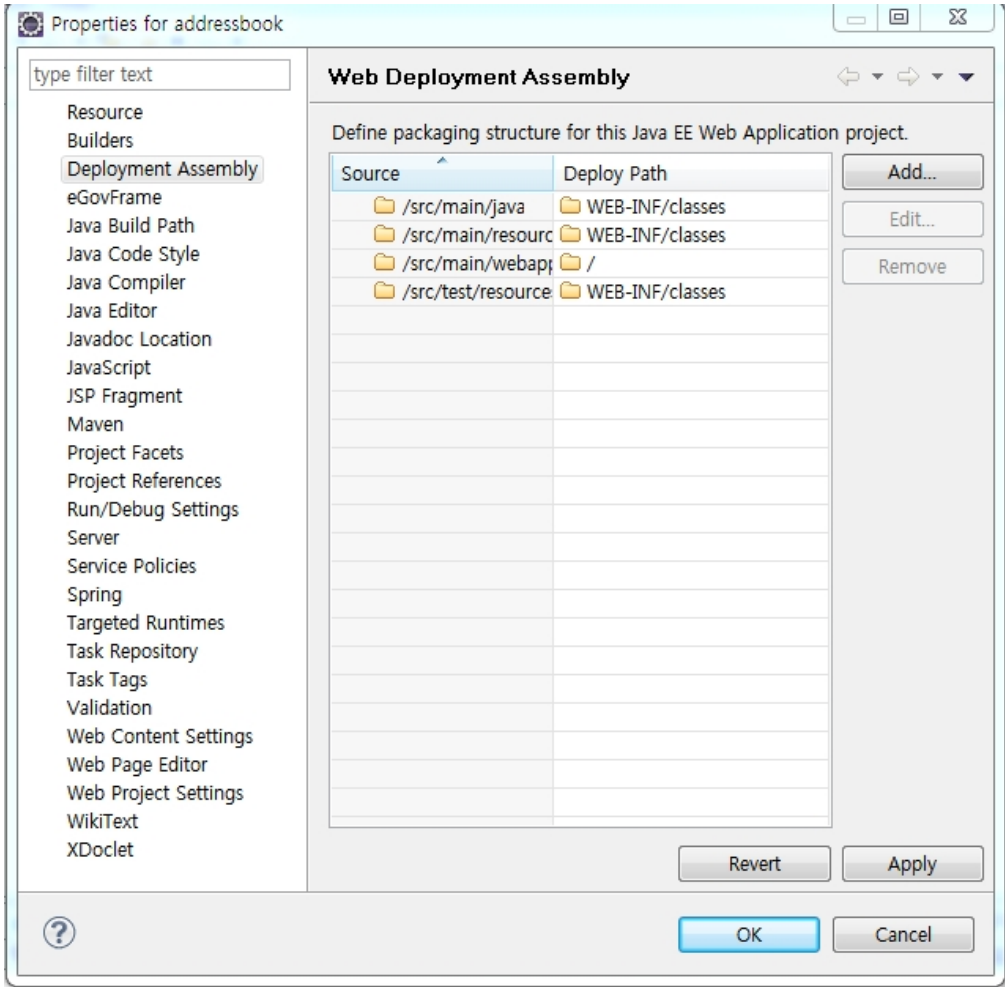 Properties for addressbook
type filter text
Resource
Builders
Deployment Assembly
eGovFrame
Java Build Path
Java Code Style
Java Compiler
Java Editor
Javadoc Location
JavaScript
JSP Fragment
Maven
Project Facets
Project References
Run/Debug Settings
Server
Service Policies
Spring
Targeted Runtimes
Task Repository
Task Tags
Validation
Web Content Settings
Web Page Editor
Web Project Settings
WikiText
XDoclet
Web Deployment Assembly
Define packaging structure for this Java EE Web Application project.
Source Deploy Path
/src/main/java WEB-INF/classes
/src/main/resourc WEB-INF/classes
/src/main/webapp /
/src/test/resource WEB-INF/classes
Add...
Edit...
Remove
Revert Apply
? OK Cancel